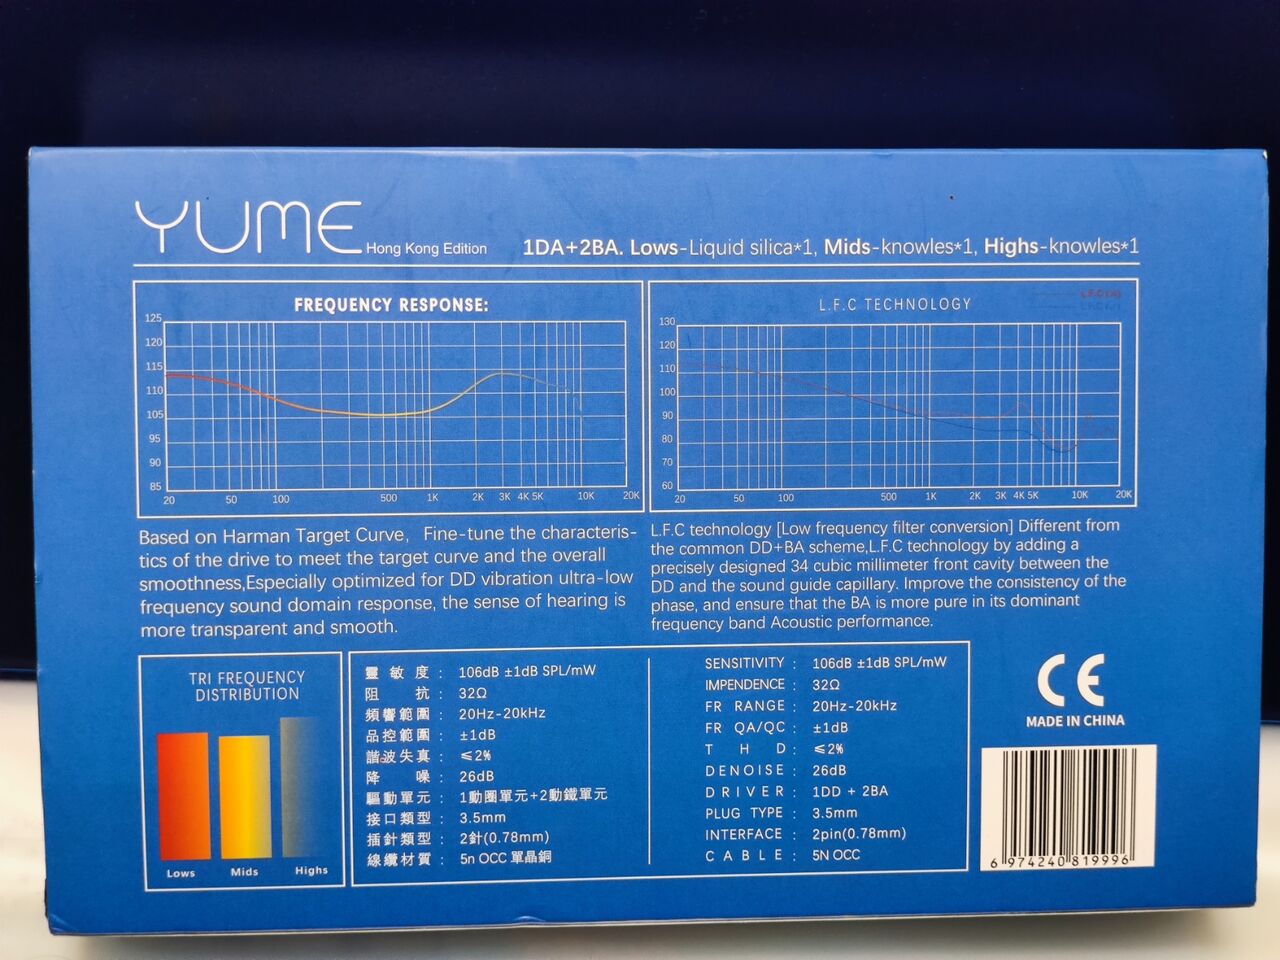 YUME Hong Kong Edition
1DA+2BA. Lows-Liquid silica*1, Mids-knowles*1, Highs-knowles*1
FREQUENCY RESPONSE:
125
120
115
110
105
95
90
85
20 50 100 500 1K 2K 3K 4K 5K 10K 20K
L.F.C TECHNOLOGY
130
120
110
100
90
80
70
60
20 50 100 500 1K 2K 3K 4K 5K 10K 20K
Based on Harman Target Curve, Fine-tune the characteris-
tics of the drive to meet the target curve and the overall
smoothness,Especially optimized for DD vibration ultra-low
frequency sound domain response, the sense of hearing is
more transparent and smooth.
L.F.C technology [Low frequency filter conversion] Different from
the common DD+BA scheme,L.F.C technology by adding a
precisely designed 34 cubic millimeter front cavity between the
DD and the sound guide capillary. Improve the consistency of the
phase, and ensure that the BA is more pure in its dominant
frequency band Acoustic performance.
TRI FREQUENCY
DISTRIBUTION
Lows Mids Highs
靈敏度: 106dB ±1dB SPL/mW
阻抗: 32Ω
頻響範圍: 20Hz-20kHz
品控範圍: ±1dB
諧波失真: ≤2%
降噪: 26dB
驅動單元: 1動圈單元+2動鐵單元
接口類型: 3.5mm
插針類型: 2針(0.78mm)
線纜材質: 5n OCC 單晶銅
SENSITIVITY: 106dB ±1dB SPL/mW
IMPENDENCE: 32Ω
FR RANGE: 20Hz-20kHz
FR QA/QC: ±1dB
T H D: ≤2%
DENOISE: 26dB
DRIVER: 1DD + 2BA
PLUG TYPE: 3.5mm
INTERFACE: 2pin(0.78mm)
CABLE: 5N OCC
CE
MADE IN CHINA
6 974240 819996